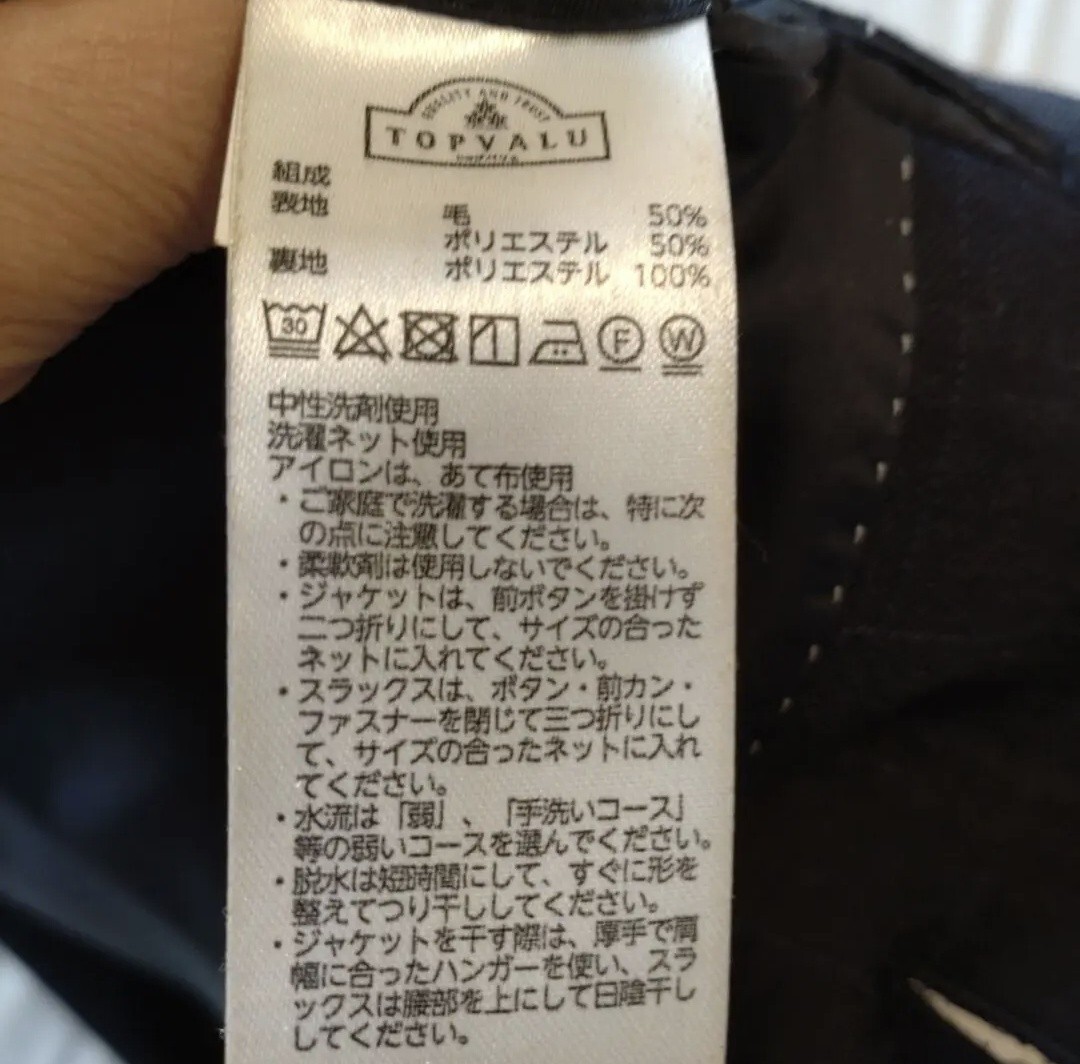 QUALITY AND TRUST
TOPVALU
組成
表地 毛 50%
ポリエステル 50%
裏地 ポリエステル 100%
30 F W
中性洗剤使用
洗濯ネット使用
アイロンは、あて布使用
・ご家庭で洗濯する場合は、特に次
の点に注意してください。
・柔軟剤は使用しないでください。
・ジャケットは、前ボタンを掛けず
二つ折りにして、サイズの合った
ネットに入れてください。
・スラックスは、ボタン・前カン・
ファスナーを閉じて三つ折りにし
て、サイズの合ったネットに入れ
てください。
・水流は「弱」、「手洗いコース」
等の弱いコースを選んでください。
・脱水は短時間にして、すぐに形を
整えてつり干ししてください。
・ジャケットを干す際は、厚手で肩
幅に合ったハンガーを使い、スラ
ックスは腰部を上にして日陰干し
してください。